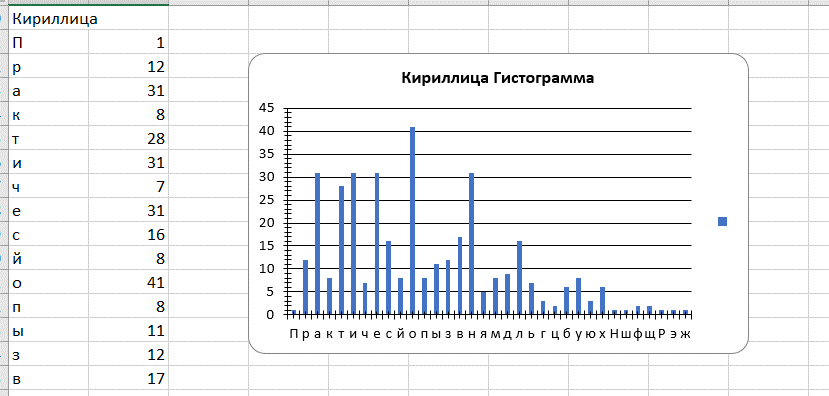 Кириллица
П 1
р 12
а 31
к 8
т 28
и 31
ч 7
е 31
с 16
й 8
о 41
п 8
ы 11
з 12
в 17
Кириллица Гистограмма
45
40
35
30
25
20
15
10
5
0
П р а к т и ч е с й о п ы з в н я м д л ь г ц б у ю х Н ш ф щ Р э ж